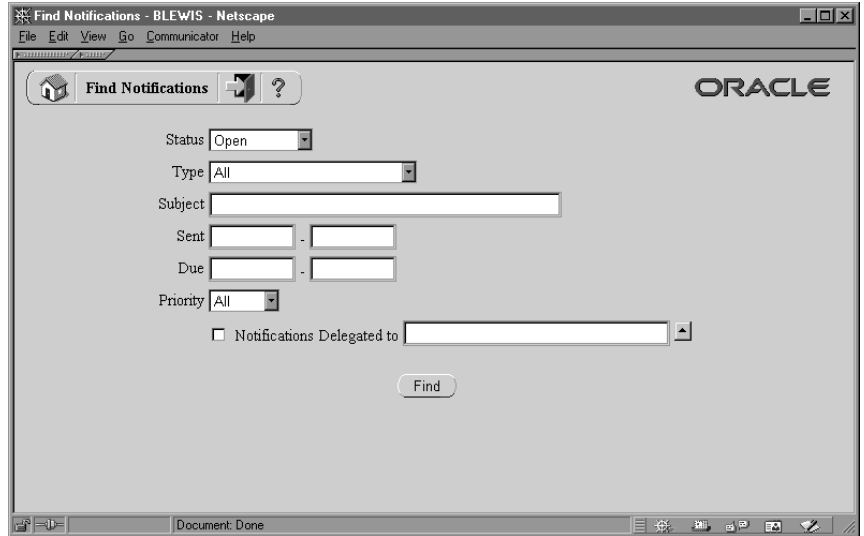 Find Notifications - BLEWIS - Netscape
File Edit View Go Communicator Help
Find Notifications ?
ORACLE
Status Open
Type All
Subject
Sent -
Due -
Priority All
Notifications Delegated to
Find
Document: Done